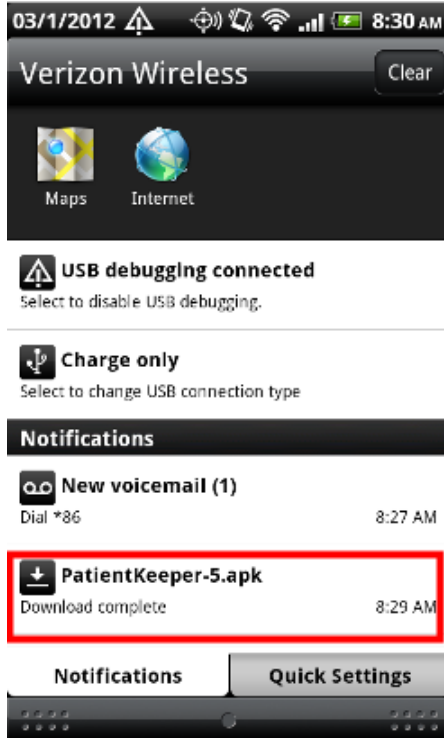 03/1/2012 8:30 AM
Verizon Wireless Clear
Maps Internet
USB debugging connected
Select to disable USB debugging.
Charge only
Select to change USB connection type
Notifications
New voicemail (1)
Dial *86 8:27 AM
PatientKeeper-5.apk
Download complete 8:29 AM
Notifications Quick Settings